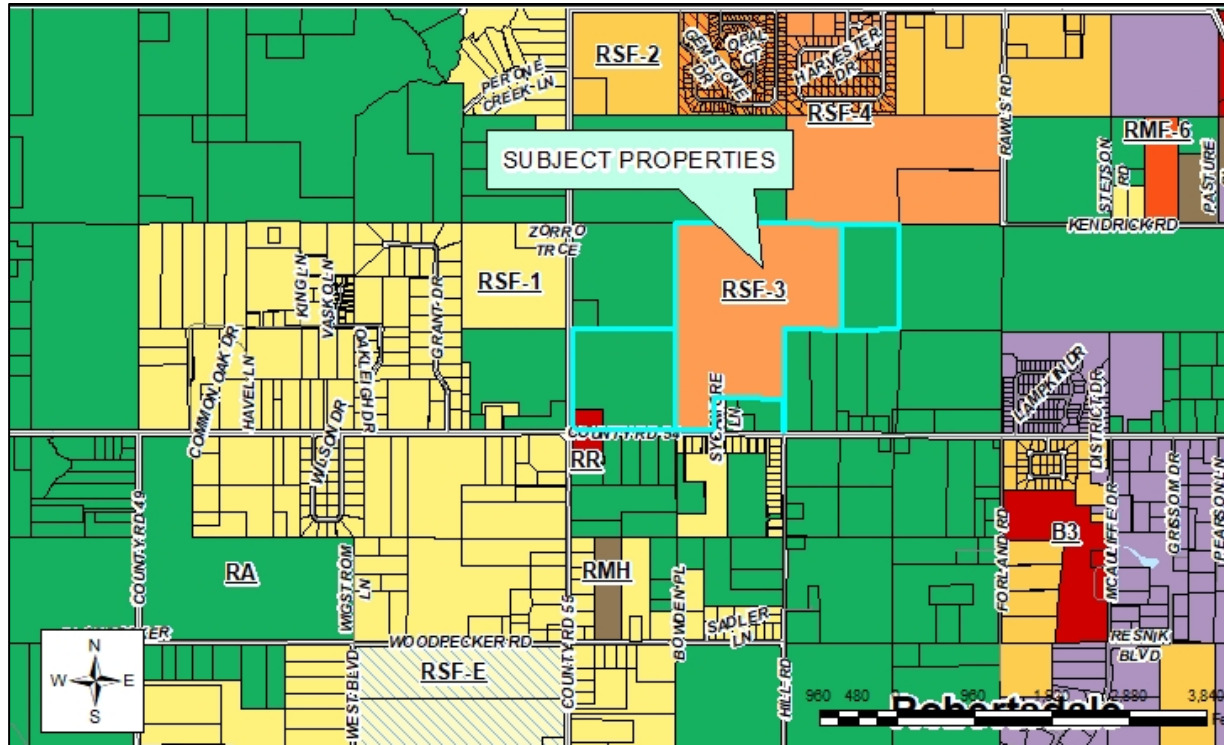 RSF-2
GEMSTONE
DR
OPAL
CT
HARVESTER
DR
RSF-4
PERONE
CREEK LN
RAWLS RD
RMF-6
STETSON
RD
PASTURE
KENDRICK RD
SUBJECT PROPERTIES
ZORRO
TRCE
RSF-1
RSF-3
KING LN
VASKO LN
GRANT DR
COMMON OAK DR
HAVEL LN
OAKLEIGH DR
WILSON DR
SYCAMORE
LN
LAMPKIN DR
DISTRICT DR
COUNTY RD 54
RR
COUNTY RD 49
RA
WIGSTROM
LN
RMH
BOWDEN PL
SADLER
LN
FORLAND RD
B3
MCAULIFFE DR
GRISSOM DR
PEARSON LN
RESNIK
BLVD
WOODPECKER RD
RSF-E
WEST BLVD
COUNTY RD 55
HILL RD
N
W E
S
960 480 0 960 1,920 2,880 3,840
Robertsdale